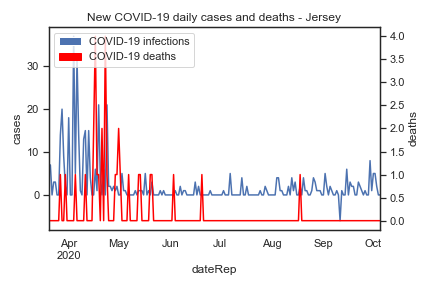 New COVID-19 daily cases and deaths - Jersey
COVID-19 infections
COVID-19 deaths
cases
30
20
10
0
deaths
4.0
3.5
3.0
2.5
2.0
1.5
1.0
0.5
0.0
Apr
2020
May
Jun
Jul
Aug
Sep
Oct
dateRep